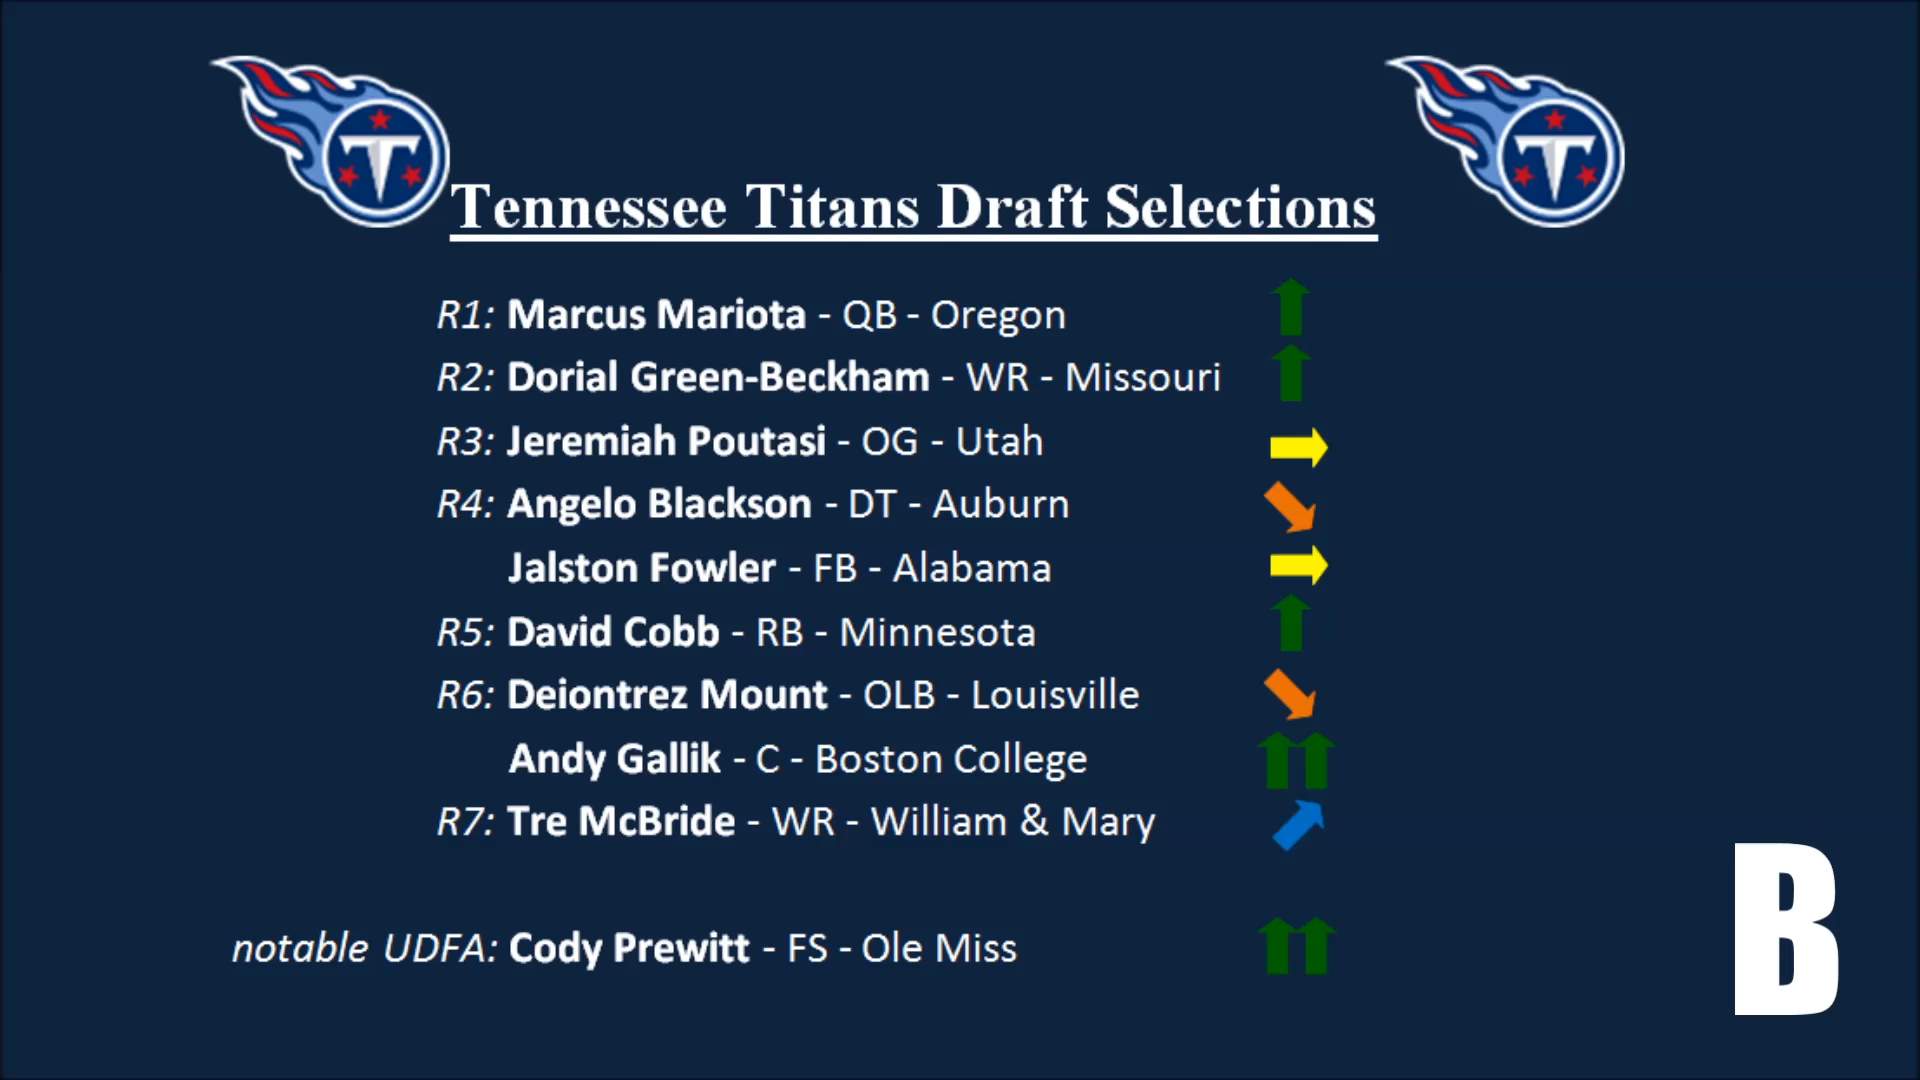 Tennessee Titans Draft Selections
R1: Marcus Mariota - QB - Oregon
R2: Dorial Green-Beckham - WR - Missouri
R3: Jeremiah Poutasi - OG - Utah
R4: Angelo Blackson - DT - Auburn
Jalston Fowler - FB - Alabama
R5: David Cobb - RB - Minnesota
R6: Deiontrez Mount - OLB - Louisville
Andy Gallik - C - Boston College
R7: Tre McBride - WR - William & Mary
notable UDFA: Cody Prewitt - FS - Ole Miss
B